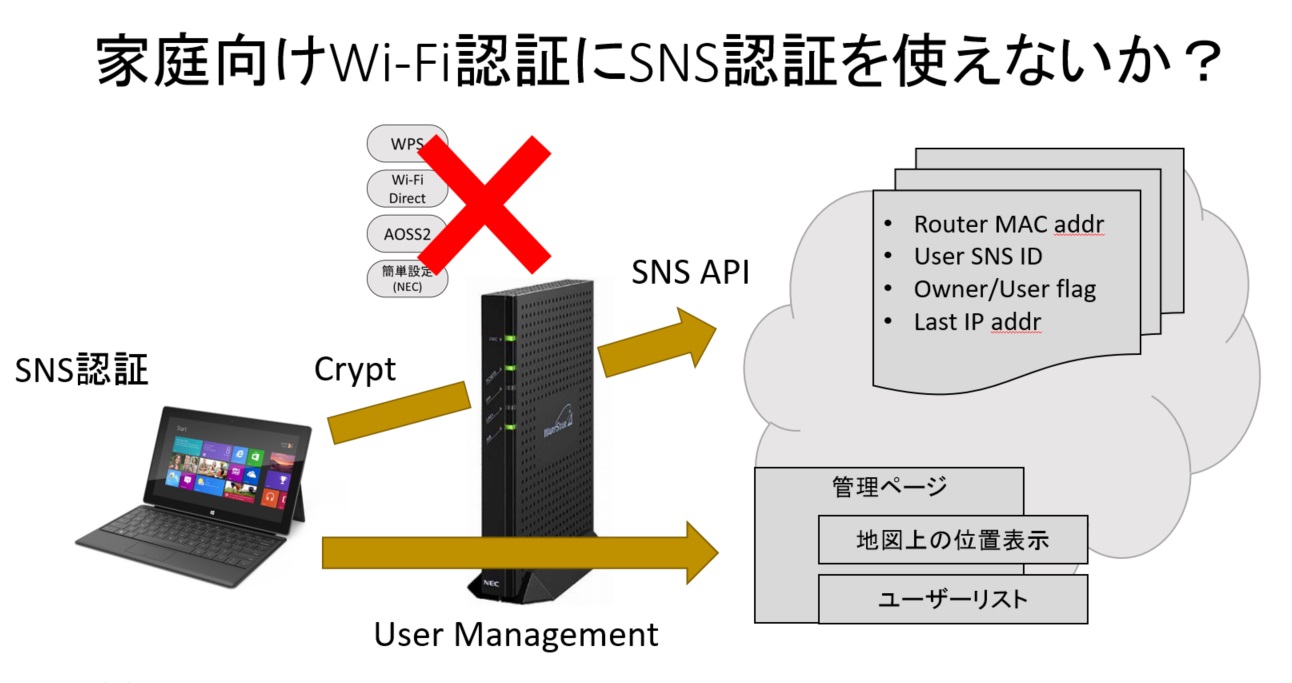 家庭向けWi-Fi認証にSNS認証を使えないか？
WPS
Wi-Fi
Direct
AOSS2
簡単設定
(NEC)
SNS API
• Router MAC addr
• User SNS ID
• Owner/User flag
• Last IP addr
SNS認証
Crypt
Start
NEC
管理ページ
地図上の位置表示
ユーザーリスト
User Management